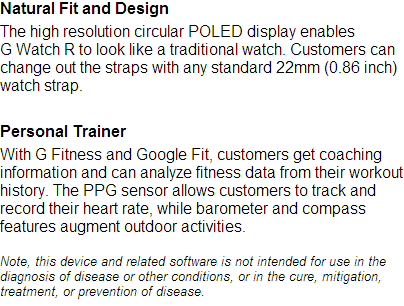 Natural Fit and Design
The high resolution circular POLED display enables
G Watch R to look like a traditional watch. Customers can
change out the straps with any standard 22mm (0.86 inch)
watch strap.
Personal Trainer
With G Fitness and Google Fit, customers get coaching
information and can analyze fitness data from their workout
history. The PPG sensor allows customers to track and
record their heart rate, while barometer and compass
features augment outdoor activities.
Note, this device and related software is not intended for use in the
diagnosis of disease or other conditions, or in the cure, mitigation,
treatment, or prevention of disease.